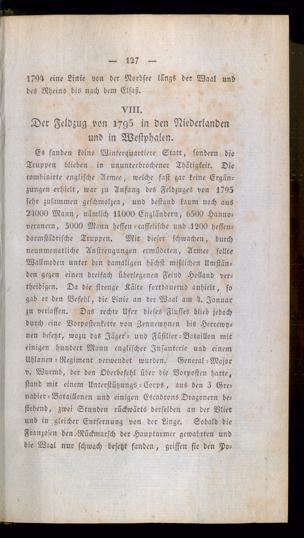 — 127 —
1794 eine Linie von der Nordsee längs der Waal und
des Rheins bis nach dem Elsaß.
VIII.
Der Feldzug von 1795 in den Niederlanden
und in Westphalen.
Es fanden keine Winterquartiere Statt, sondern die
Truppen blieben in ununterbrochener Thätigkeit. Die
combinirte englische Armee, welche fast gar keine Ergän-
zungen erhielt, war zu Anfang des Feldzuges von 1795
sehr zusammen geschmolzen, und bestand kaum noch aus
24000 Mann, nämlich 11000 Engländern, 6500 Hanno-
veranern, 5000 Mann hessen-casselische und 1200 hessen-
darmstädtische Truppen. Mit dieser schwachen, durch
neunmonatliche Anstrengungen ermüdeten, Armee sollte
Wallmoden unter den damaligen höchst mißlichen Umstän-
den gegen einen dreifach überlegenen Feind Holland ver-
theidigen. Da die strenge Kälte fortdauernd anhielt, so
gab er den Befehl, die Linie an der Waal am 4. Januar
zu verlassen. Das rechte Ufer dieses Flusses blieb jedoch
durch eine Vorpostenkette von Zennewynen bis Herrewy-
nen besetzt, wozu das Jäger- und Füsilier-Bataillon mit
einigen hundert Mann englischer Infanterie und einem
Uhlanen-Regiment verwendet wurden. General-Major
v. Wurmb, der den Oberbefehl über die Vorposten hatte,
stand mit einem Unterstützungs-Corps, aus den 3 Gre-
nadier-Bataillonen und einigen Escadrons Dragonern be-
stehend, zwei Stunden rückwärts derselben an der Vliet
und in gleicher Entfernung von der Linge. Sobald die
Franzosen den Rückmarsch der Hauptarmee gewahrten und
die Waal nur schwach besetzt fanden, griffen sie den Po-